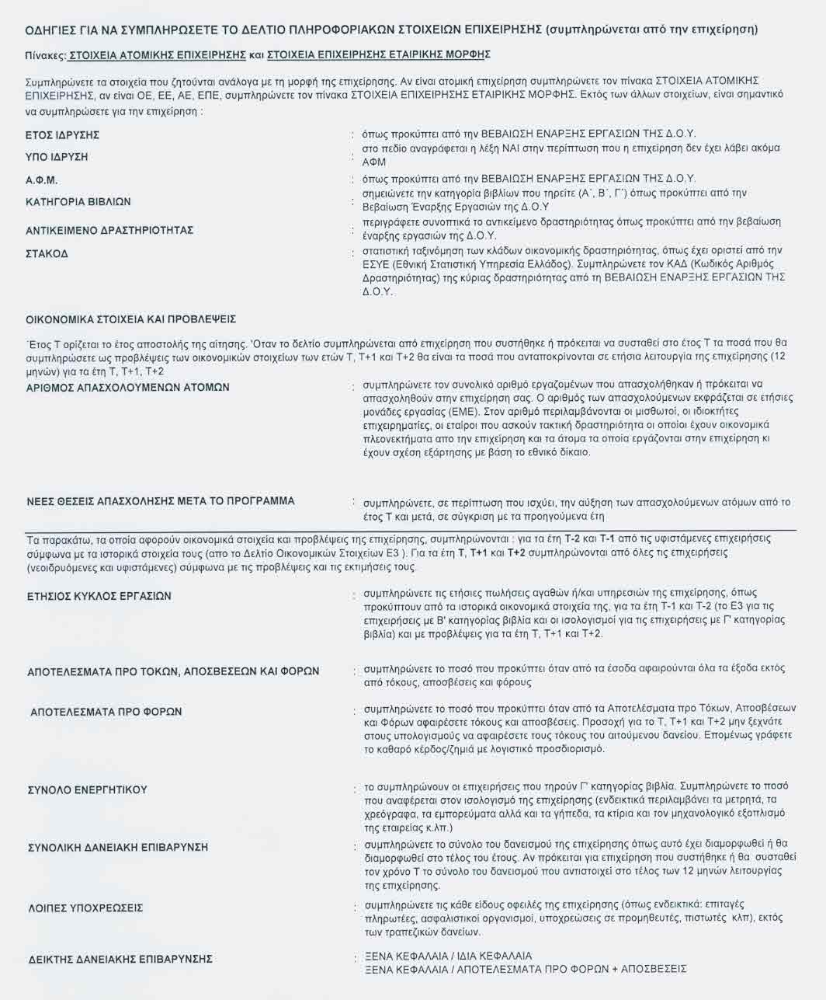 ΟΔΗΓΙΕΣ ΓΙΑ ΝΑ ΣΥΜΠΛΗΡΩΣΕΤΕ ΤΟ ΔΕΛΤΙΟ ΠΛΗΡΟΦΟΡΙΑΚΩΝ ΣΤΟΙΧΕΙΩΝ ΕΠΙΧΕΙΡΗΣΗΣ (συμπληρώνεται από την επιχείρηση)
Πίνακες: ΣΤΟΙΧΕΙΑ ΑΤΟΜΙΚΗΣ ΕΠΙΧΕΙΡΗΣΗΣ και ΣΤΟΙΧΕΙΑ ΕΠΙΧΕΙΡΗΣΗΣ ΕΤΑΙΡΙΚΗΣ ΜΟΡΦΗΣ
Συμπληρώνετε τα στοιχεία που ζητούνται ανάλογα με τη μορφή της επιχείρησης. Αν είναι ατομική επιχείρηση συμπληρώνετε τον πίνακα ΣΤΟΙΧΕΙΑ ΑΤΟΜΙΚΗΣ
ΕΠΙΧΕΙΡΗΣΗΣ, αν είναι ΟΕ, ΕΕ, ΑΕ, ΕΠΕ, συμπληρώνετε τον πίνακα ΣΤΟΙΧΕΙΑ ΕΠΙΧΕΙΡΗΣΗΣ ΕΤΑΙΡΙΚΗΣ ΜΟΡΦΗΣ. Εκτός των άλλων στοιχείων, είναι σημαντικό
να συμπληρώσετε για την επιχείρηση :
ΕΤΟΣ ΙΔΡΥΣΗΣ : όπως προκύπτει από την ΒΕΒΑΙΩΣΗ ΕΝΑΡΞΗΣ ΕΡΓΑΣΙΩΝ ΤΗΣ Δ.Ο.Υ.
ΥΠΟ ΙΔΡΥΣΗ : στο πεδίο αναγράφεται η λέξη ΝΑΙ στην περίπτωση που η επιχείρηση δεν έχει λάβει ακόμα
ΑΦΜ
Α.Φ.Μ. : όπως προκύπτει από την ΒΕΒΑΙΩΣΗ ΕΝΑΡΞΗΣ ΕΡΓΑΣΙΩΝ ΤΗΣ Δ.Ο.Υ.
ΚΑΤΗΓΟΡΙΑ ΒΙΒΛΙΩΝ : σημειώνετε την κατηγορία βιβλίων που τηρείτε (Α΄, Β΄, Γ΄) όπως προκύπτει από την
Βεβαίωση Έναρξης Εργασιών της Δ.Ο.Υ
ΑΝΤΙΚΕΙΜΕΝΟ ΔΡΑΣΤΗΡΙΟΤΗΤΑΣ : περιγράφετε συνοπτικά το αντικείμενο δραστηριότητας όπως προκύπτει από την βεβαίωση
έναρξης εργασιών της Δ.Ο.Υ.
ΣΤΑΚΟΔ : στατιστική ταξινόμηση των κλάδων οικονομικής δραστηριότητας, όπως έχει οριστεί από την
ΕΣΥΕ (Εθνική Στατιστική Υπηρεσία Ελλάδος). Συμπληρώνετε τον ΚΑΔ (Κωδικός Αριθμός
Δραστηριότητας) της κύριας δραστηριότητας από τη ΒΕΒΑΙΩΣΗ ΕΝΑΡΞΗΣ ΕΡΓΑΣΙΩΝ ΤΗΣ
Δ.Ο.Υ.
ΟΙΚΟΝΟΜΙΚΑ ΣΤΟΙΧΕΙΑ ΚΑΙ ΠΡΟΒΛΕΨΕΙΣ
Έτος Τ ορίζεται το έτος αποστολής της αίτησης. 'Οταν το δελτίο συμπληρώνεται από επιχείρηση που συστήθηκε ή πρόκειται να συσταθεί στο έτος Τ τα ποσά που θα
συμπληρώσετε ως προβλέψεις των οικονομικών στοιχείων των ετών Τ, Τ+1 και Τ+2 θα είναι τα ποσά που ανταποκρίνονται σε ετήσια λειτουργία της επιχείρησης (12
μηνών) για τα έτη Τ, Τ+1, Τ+2
ΑΡΙΘΜΟΣ ΑΠΑΣΧΟΛΟΥΜΕΝΩΝ ΑΤΟΜΩΝ : συμπληρώνετε τον συνολικό αριθμό εργαζομένων που απασχολήθηκαν ή πρόκειται να
απασχοληθούν στην επιχείρηση σας. Ο αριθμός των απασχολούμενων εκφράζεται σε ετήσιες
μονάδες εργασίας (ΕΜΕ). Στον αριθμό περιλαμβάνονται οι μισθωτοί, οι ιδιοκτήτες
επιχειρηματίες, οι εταίροι που ασκούν τακτική δραστηριότητα οι οποίοι έχουν οικονομικά
πλεονεκτήματα απο την επιχείρηση και τα άτομα τα οποία εργάζονται στην επιχείρηση κι
έχουν σχέση εξάρτησης με βάση το εθνικό δίκαιο.
ΝΕΕΣ ΘΕΣΕΙΣ ΑΠΑΣΧΟΛΗΣΗΣ ΜΕΤΑ ΤΟ ΠΡΟΓΡΑΜΜΑ : συμπληρώνετε, σε περίπτωση που ισχύει, την αύξηση των απασχολούμενων ατόμων από το
έτος Τ και μετά, σε σύγκριση με τα προηγούμενα έτη
Τα παρακάτω, τα οποία αφορούν οικονομικά στοιχεία και προβλέψεις της επιχείρησης, συμπληρώνονται : για τα έτη Τ-2 και Τ-1 από τις υφιστάμενες επιχειρήσεις
σύμφωνα με τα ιστορικά στοιχεία τους (απο το Δελτίο Οικονομικών Στοιχείων Ε3 ). Για τα έτη Τ, Τ+1 και Τ+2 συμπληρώνονται από όλες τις επιχειρήσεις
(νεοιδρυόμενες και υφιστάμενες) σύμφωνα με τις προβλέψεις και τις εκτιμήσεις τους.
ΕΤΗΣΙΟΣ ΚΥΚΛΟΣ ΕΡΓΑΣΙΩΝ : συμπληρώνετε τις ετήσιες πωλήσεις αγαθών ή/και υπηρεσιών της επιχείρησης, όπως
προκύπτουν από τα ιστορικά οικονομικά στοιχεία της, για τα έτη Τ-1 και Τ-2 (το Ε3 για τις
επιχειρήσεις με Β' κατηγορίας βιβλία και οι ισολογισμοί για τις επιχειρήσεις με Γ' κατηγορίας
βιβλία) και με προβλέψεις για τα έτη Τ, Τ+1 και Τ+2.
ΑΠΟΤΕΛΕΣΜΑΤΑ ΠΡΟ ΤΟΚΩΝ, ΑΠΟΣΒΕΣΕΩΝ ΚΑΙ ΦΟΡΩΝ : συμπληρώνετε το ποσό που προκύπτει όταν από τα έσοδα αφαιρούνται όλα τα έξοδα εκτός
από τόκους, αποσβέσεις και φόρους
ΑΠΟΤΕΛΕΣΜΑΤΑ ΠΡΟ ΦΟΡΩΝ : συμπληρώνετε το ποσό που προκύπτει όταν από τα Αποτελέσματα προ Τόκων, Αποσβέσεων
και Φόρων αφαιρέσετε τόκους και αποσβέσεις. Προσοχή για το Τ, Τ+1 και Τ+2 μην ξεχνάτε
στους υπολογισμούς να αφαιρέσετε τους τόκους του αιτούμενου δανείου. Επομένως γράφετε
το καθαρό κέρδος/ζημιά με λογιστικό προσδιορισμό.
ΣΥΝΟΛΟ ΕΝΕΡΓΗΤΙΚΟΥ : το συμπληρώνουν οι επιχειρήσεις που τηρούν Γ' κατηγορίας βιβλία. Συμπληρώνετε το ποσό
που αναφέρεται στον ισολογισμό της επιχείρησης (ενδεικτικά περιλαμβάνει τα μετρητά, τα
χρεόγραφα, τα εμπορεύματα αλλά και τα γήπεδα, τα κτίρια και τον μηχανολογικό εξοπλισμό
της εταιρείας κ.λπ.)
ΣΥΝΟΛΙΚΗ ΔΑΝΕΙΑΚΗ ΕΠΙΒΑΡΥΝΣΗ : συμπληρώνετε το σύνολο του δανεισμού της επιχείρησης όπως αυτό έχει διαμορφωθεί ή θα
διαμορφωθεί στο τέλος του έτους. Αν πρόκειται για επιχείρηση που συστήθηκε ή θα συσταθεί
τον χρόνο Τ το σύνολο του δανεισμού που αντιστοιχεί στο τέλος των 12 μηνών λειτουργίας
της επιχείρησης.
ΛΟΙΠΕΣ ΥΠΟΧΡΕΩΣΕΙΣ : συμπληρώνετε τις κάθε είδους οφειλές της επιχείρησης (όπως ενδεικτικά: επιταγές
πληρωτέες, ασφαλιστικοί οργανισμοί, υποχρεώσεις σε προμηθευτές, πιστωτές κλπ), εκτός
των τραπεζικών δανείων.
ΔΕΙΚΤΗΣ ΔΑΝΕΙΑΚΗΣ ΕΠΙΒΑΡΥΝΣΗΣ : ΞΕΝΑ ΚΕΦΑΛΑΙΑ / ΙΔΙΑ ΚΕΦΑΛΑΙΑ
ΞΕΝΑ ΚΕΦΑΛΑΙΑ / ΑΠΟΤΕΛΕΣΜΑΤΑ ΠΡΟ ΦΟΡΩΝ + ΑΠΟΣΒΕΣΕΙΣ